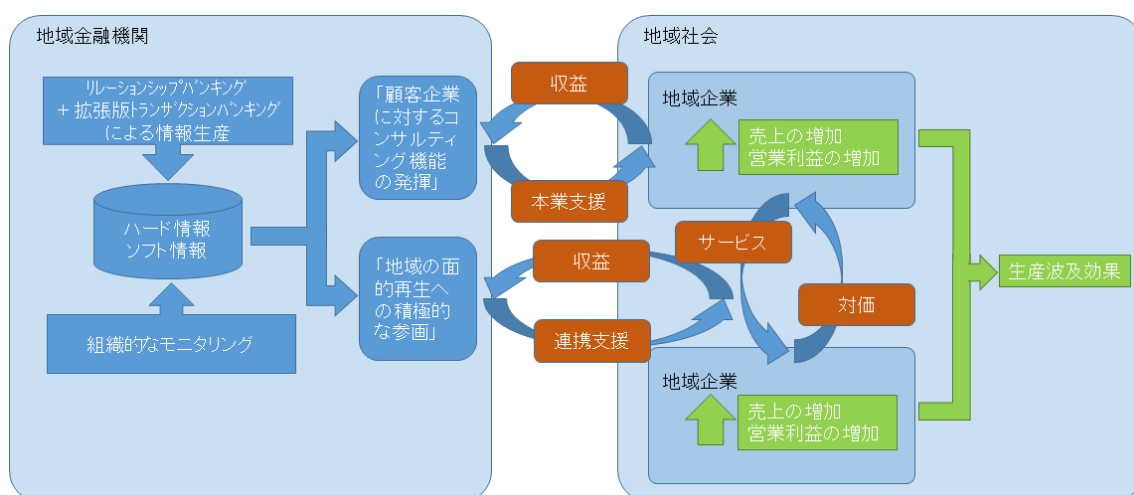 地域金融機関
リレーションシップバンキング
+ 拡張版トランザクションバンキング
による情報生産
ハード情報
ソフト情報
組織的なモニタリング
「顧客企業
に対するコ
ンサルティ
ング機能
の発揮」
「地域の面
的再生へ
の積極的
な参画」
収益
本業支援
収益
連携支援
地域社会
地域企業
売上の増加
営業利益の増加
サービス
対価
地域企業
売上の増加
営業利益の増加
生産波及効果